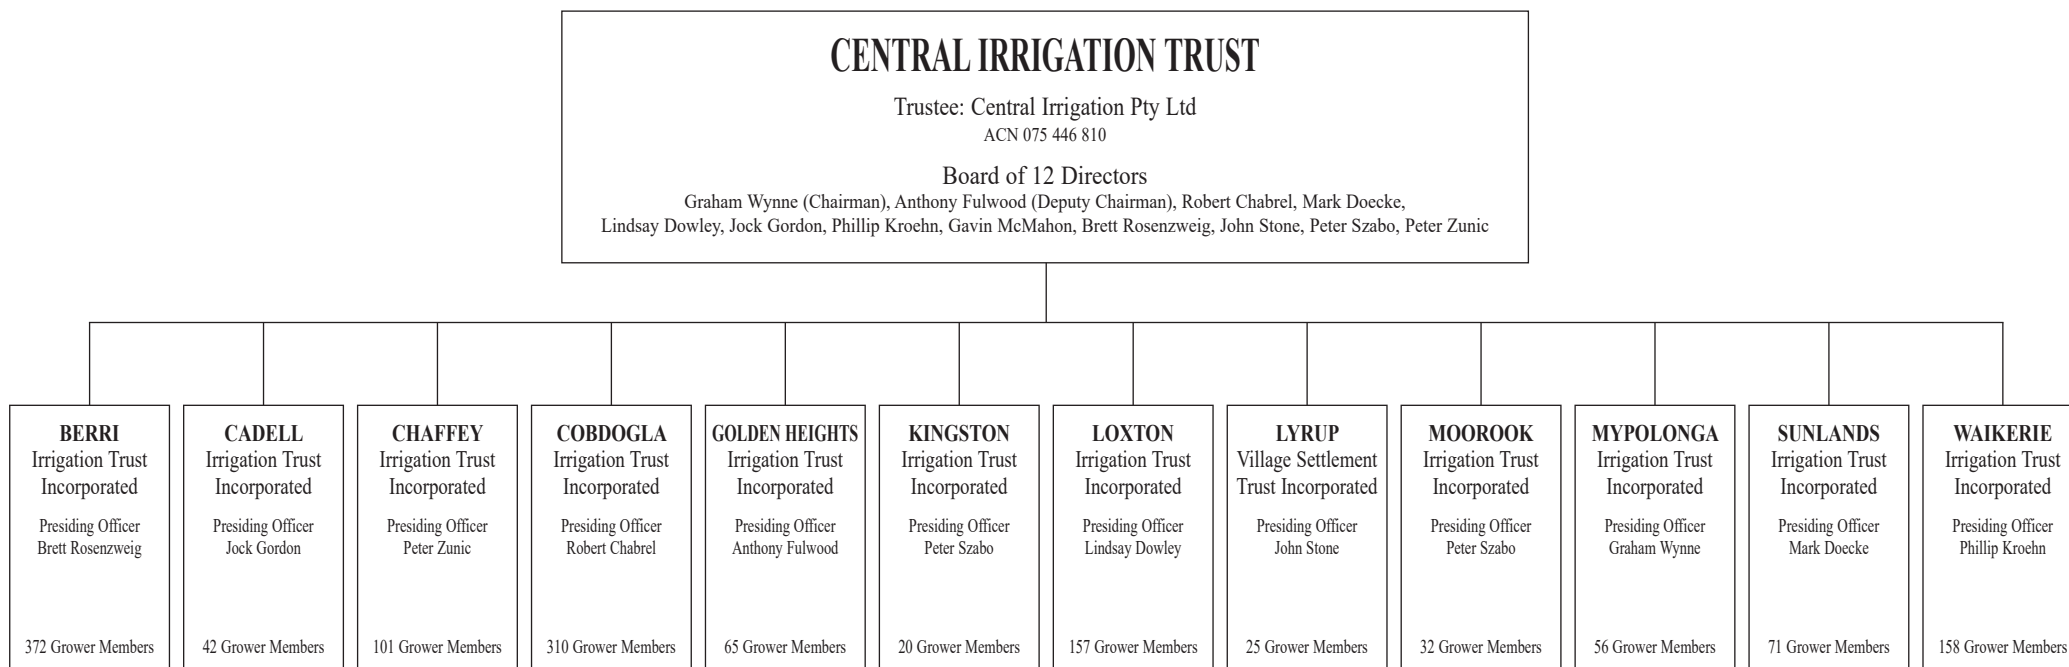 CENTRAL IRRIGATION TRUST
Trustee: Central Irrigation Pty Ltd
ACN 075 446 810
Board of 12 Directors
Graham Wynne (Chairman), Anthony Fulwood (Deputy Chairman), Robert Chabrel, Mark Doecke,
Lindsay Dowley, Jock Gordon, Phillip Kroehn, Gavin McMahon, Brett Rosenzweig, John Stone, Peter Szabo, Peter Zunic
BERRI
Irrigation Trust
Incorporated
Presiding Officer
Brett Rosenzweig
372 Grower Members
CADELL
Irrigation Trust
Incorporated
Presiding Officer
Jock Gordon
42 Grower Members
CHAFFEY
Irrigation Trust
Incorporated
Presiding Officer
Peter Zunic
101 Grower Members
COBDOGLA
Irrigation Trust
Incorporated
Presiding Officer
Robert Chabrel
310 Grower Members
GOLDEN HEIGHTS
Irrigation Trust
Incorporated
Presiding Officer
Anthony Fulwood
65 Grower Members
KINGSTON
Irrigation Trust
Incorporated
Presiding Officer
Peter Szabo
20 Grower Members
LOXTON
Irrigation Trust
Incorporated
Presiding Officer
Lindsay Dowley
157 Grower Members
LYRUP
Village Settlement
Trust Incorporated
Presiding Officer
John Stone
25 Grower Members
MOOROOK
Irrigation Trust
Incorporated
Presiding Officer
Peter Szabo
32 Grower Members
MYPOLONGA
Irrigation Trust
Incorporated
Presiding Officer
Graham Wynne
56 Grower Members
SUNLANDS
Irrigation Trust
Incorporated
Presiding Officer
Mark Doecke
71 Grower Members
WAIKERIE
Irrigation Trust
Incorporated
Presiding Officer
Phillip Kroehn
158 Grower Members